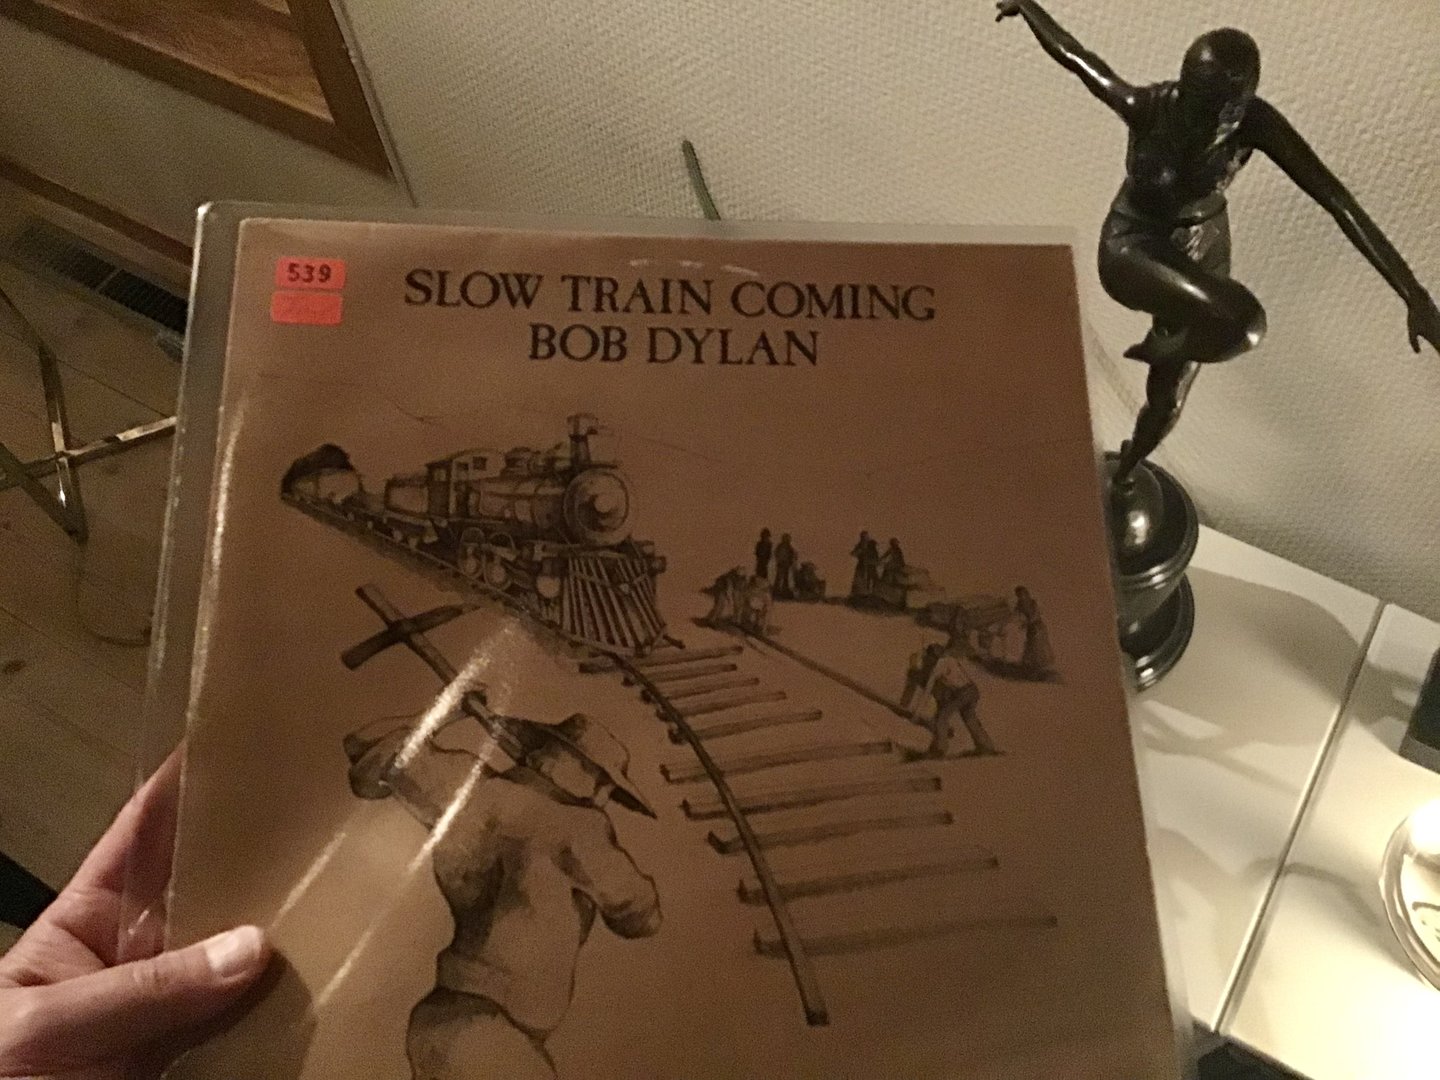 539
SLOW TRAIN COMING
BOB DYLAN